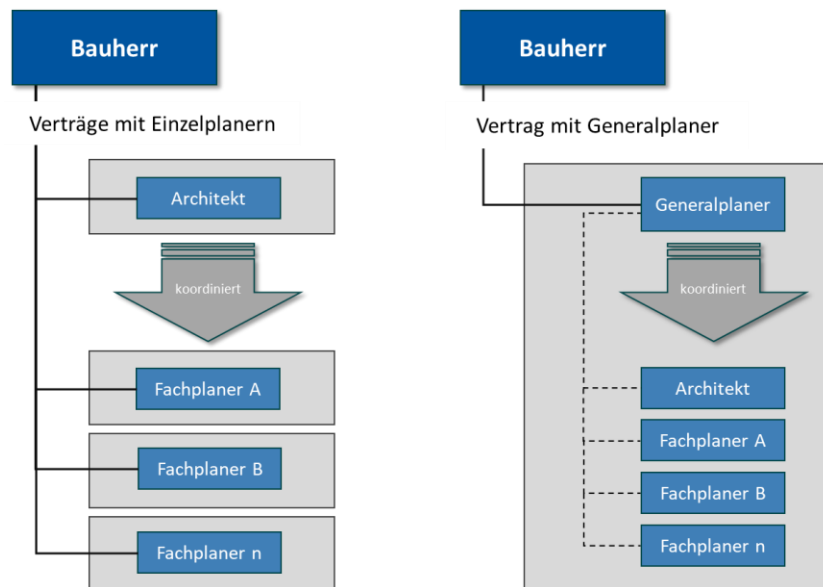 Bauherr
Verträge mit Einzelplanern
Architekt
koordiniert
Fachplaner A
Fachplaner B
Fachplaner n
Bauherr
Vertrag mit Generalplaner
Generalplaner
koordiniert
Architekt
Fachplaner A
Fachplaner B
Fachplaner n